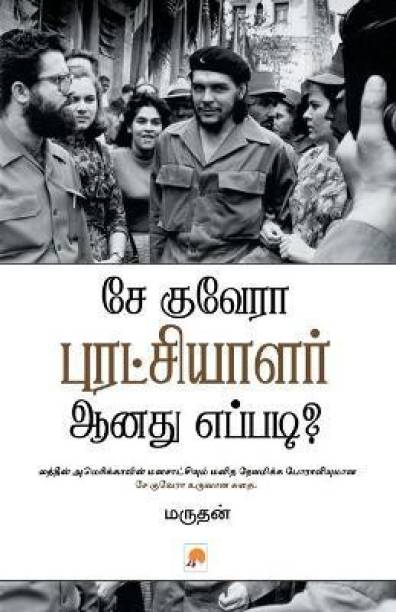 சே குவேரா
புரட்சியாளர்
ஆனது எப்படி?
லத்தீன் அமெரிக்காவின் மனசாட்சியும் மனித நேயமிக்க போராளியுமான
சே குவேரா உருவான கதை.
மருதன்